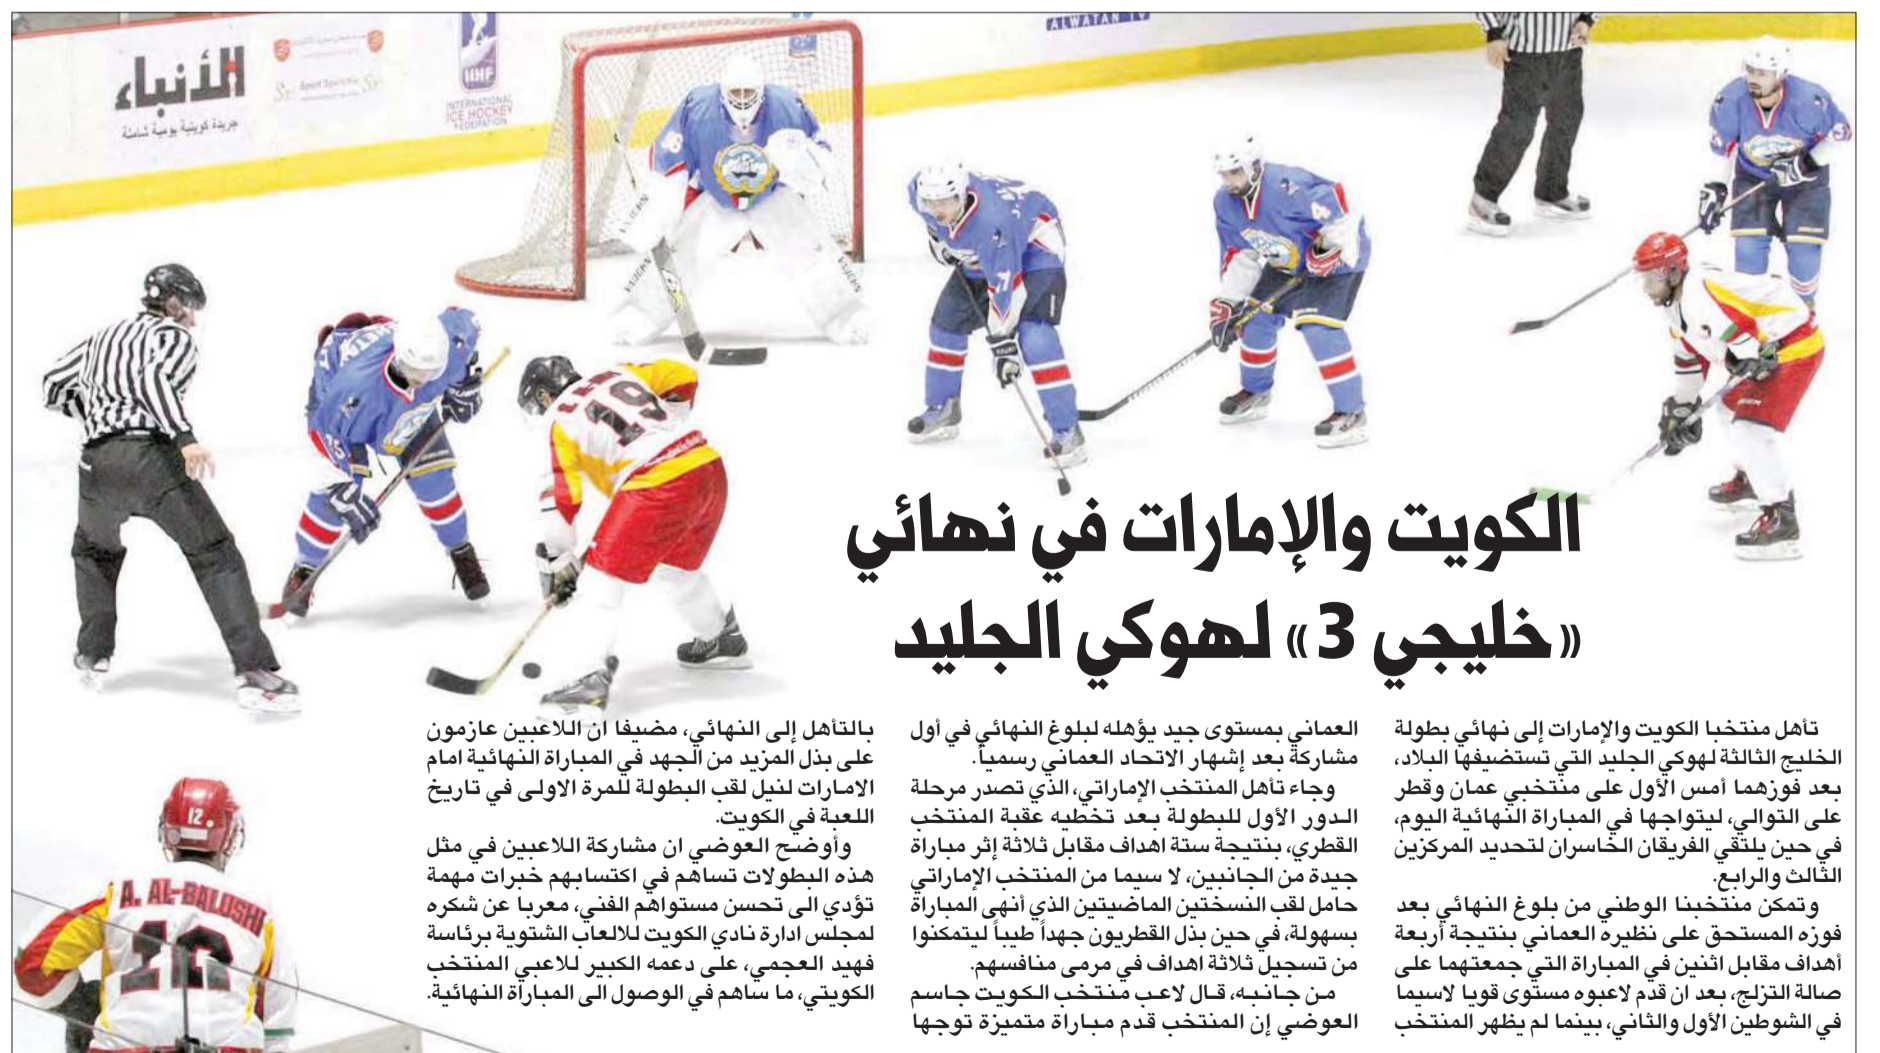 ALWATAN TV
الأنباء
جريدة كويتية يومية شاملة
IIHF
INTERNATIONAL
ICE HOCKEY
FEDERATION
19
4
7
15
12
A. AL-BALUSHI
12
الكويت والإمارات في نهائي
«خليجي 3» لهوكي الجليد
تأهل منتخبا الكويت والإمارات إلى نهائي بطولة
الخليج الثالثة لهوكي الجليد التي تستضيفها البلاد،
بعد فوزهما أمس الأول على منتخبي عمان وقطر
على التوالي، ليتواجها في المباراة النهائية اليوم،
في حين يلتقي الفريقان الخاسران لتحديد المركزين
الثالث والرابع.
وتمكن منتخبنا الوطني من بلوغ النهائي بعد
فوزه المستحق على نظيره العماني بنتيجة أربعة
أهداف مقابل اثنين في المباراة التي جمعتهما على
صالة التزلج، بعد ان قدم لاعبوه مستوى قويا لاسيما
في الشوطين الأول والثاني، بينما لم يظهر المنتخب
العماني بمستوى جيد يؤهله لبلوغ النهائي في أول
مشاركة بعد إشهار الاتحاد العماني رسمياً.
وجاء تأهل المنتخب الإماراتي، الذي تصدر مرحلة
الدور الأول للبطولة بعد تخطيه عقبة المنتخب
القطري، بنتيجة ستة اهداف مقابل ثلاثة إثر مباراة
جيدة من الجانبين، لا سيما من المنتخب الإماراتي
حامل لقب النسختين الماضيتين الذي أنهى المباراة
بسهولة، في حين بذل القطريون جهداً طيباً ليتمكنوا
من تسجيل ثلاثة اهداف في مرمى منافسهم.
من جانبه، قال لاعب منتخب الكويت جاسم
العوضي إن المنتخب قدم مباراة متميزة توجها
بالتأهل إلى النهائي، مضيفا ان اللاعبين عازمون
على بذل المزيد من الجهد في المباراة النهائية امام
الامارات لنيل لقب البطولة للمرة الاولى في تاريخ
اللعبة في الكويت.
وأوضح العوضي ان مشاركة اللاعبين في مثل
هذه البطولات تساهم في اكتسابهم خبرات مهمة
تؤدي الى تحسن مستواهم الفني، معربا عن شكره
لمجلس ادارة نادي الكويت للالعاب الشتوية برئاسة
فهيد العجمي، على دعمه الكبير للاعبي المنتخب
الكويتي، ما ساهم في الوصول الى المباراة النهائية.